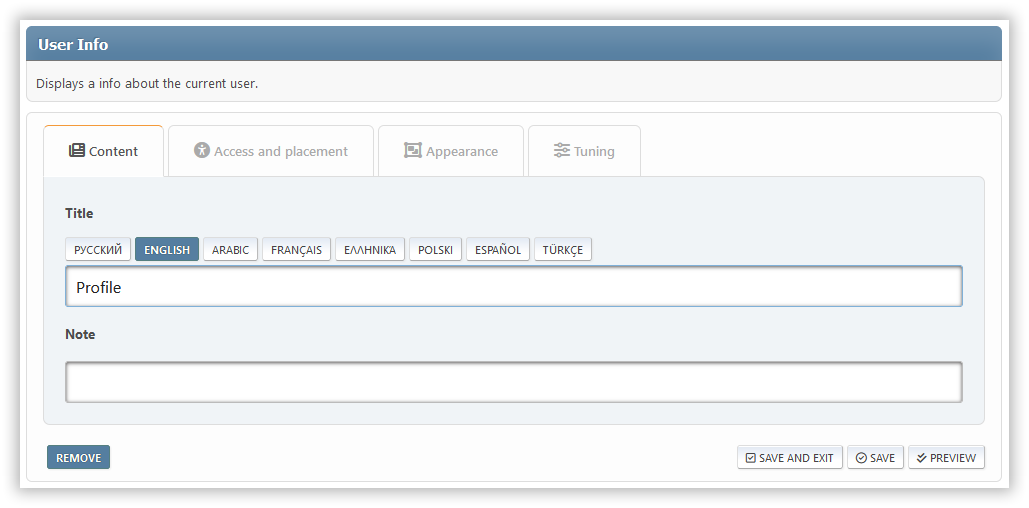 User Info
Displays a info about the current user.
Content Access and placement Appearance Tuning
Title
РУССКИЙ ENGLISH ARABIC FRANÇAIS ΕΛΛΗΝΙΚΆ POLSKI ESPAÑOL TÜRKÇE
Profile
Note
REMOVE SAVE AND EXIT SAVE PREVIEW